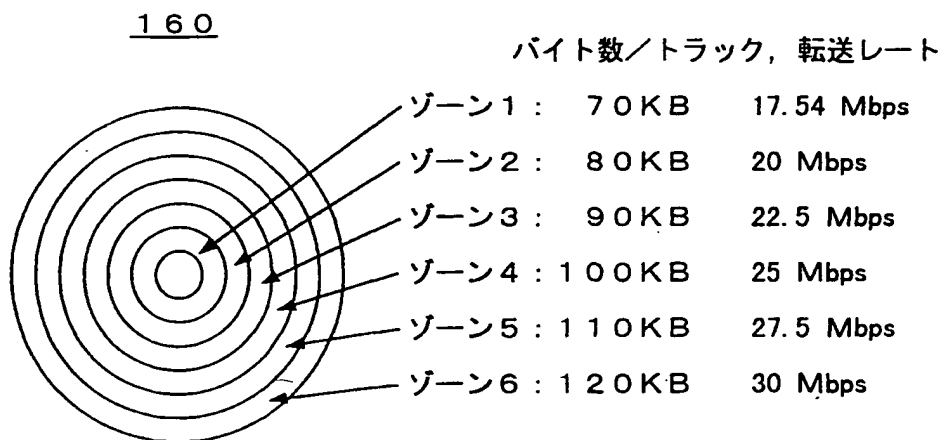 １６０
バイト数／トラック，転送レート
ゾーン１：　７０ＫＢ　17.54 Mbps
ゾーン２：　８０ＫＢ　20 Mbps
ゾーン３：　９０ＫＢ　22.5 Mbps
ゾーン４：１００ＫＢ　25 Mbps
ゾーン５：１１０ＫＢ　27.5 Mbps
ゾーン６：１２０ＫＢ　30 Mbps